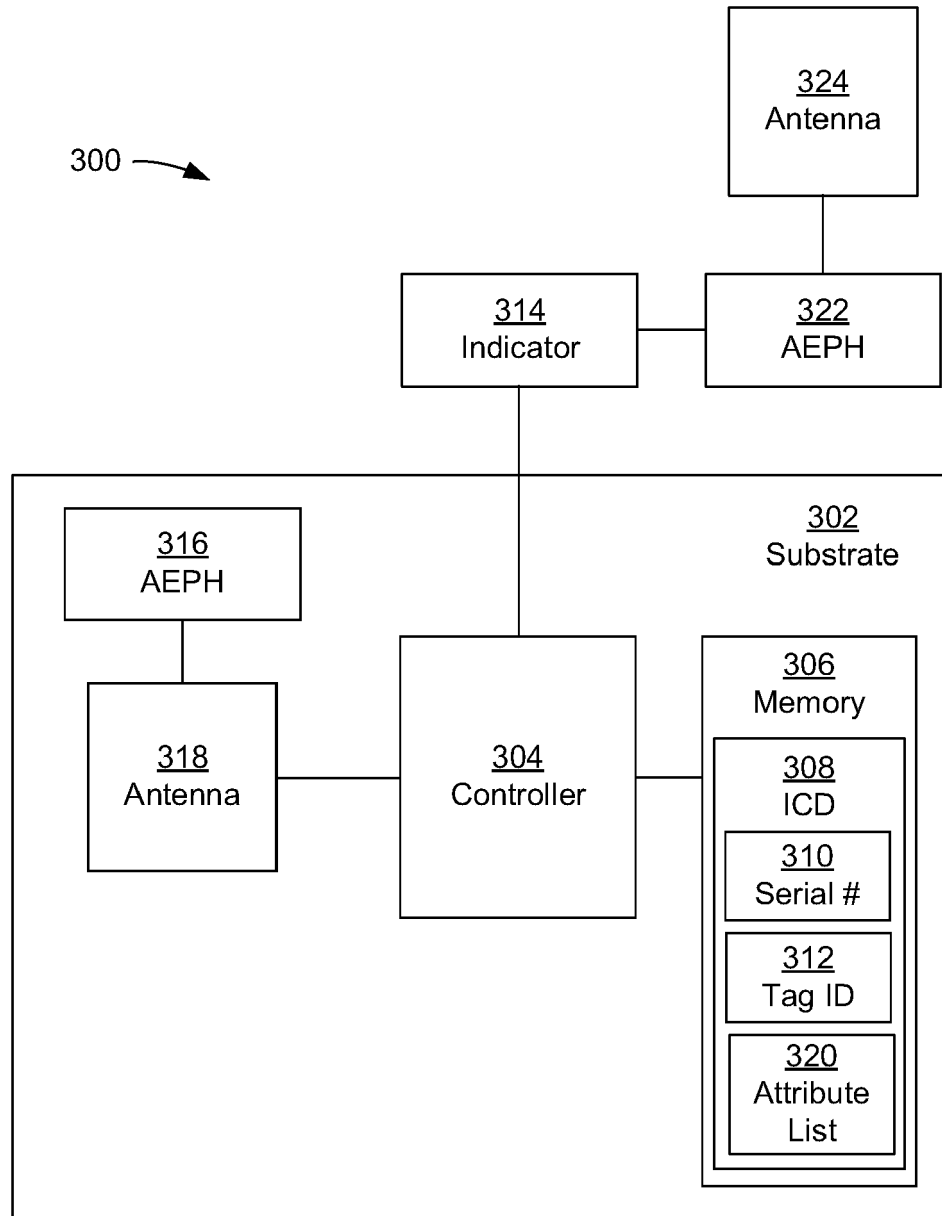 324
Antenna
300
314
Indicator
322
AEPH
302
Substrate
316
AEPH
306
Memory
318
Antenna
304
Controller
308
ICD
310
Serial #
312
Tag ID
320
Attribute
List